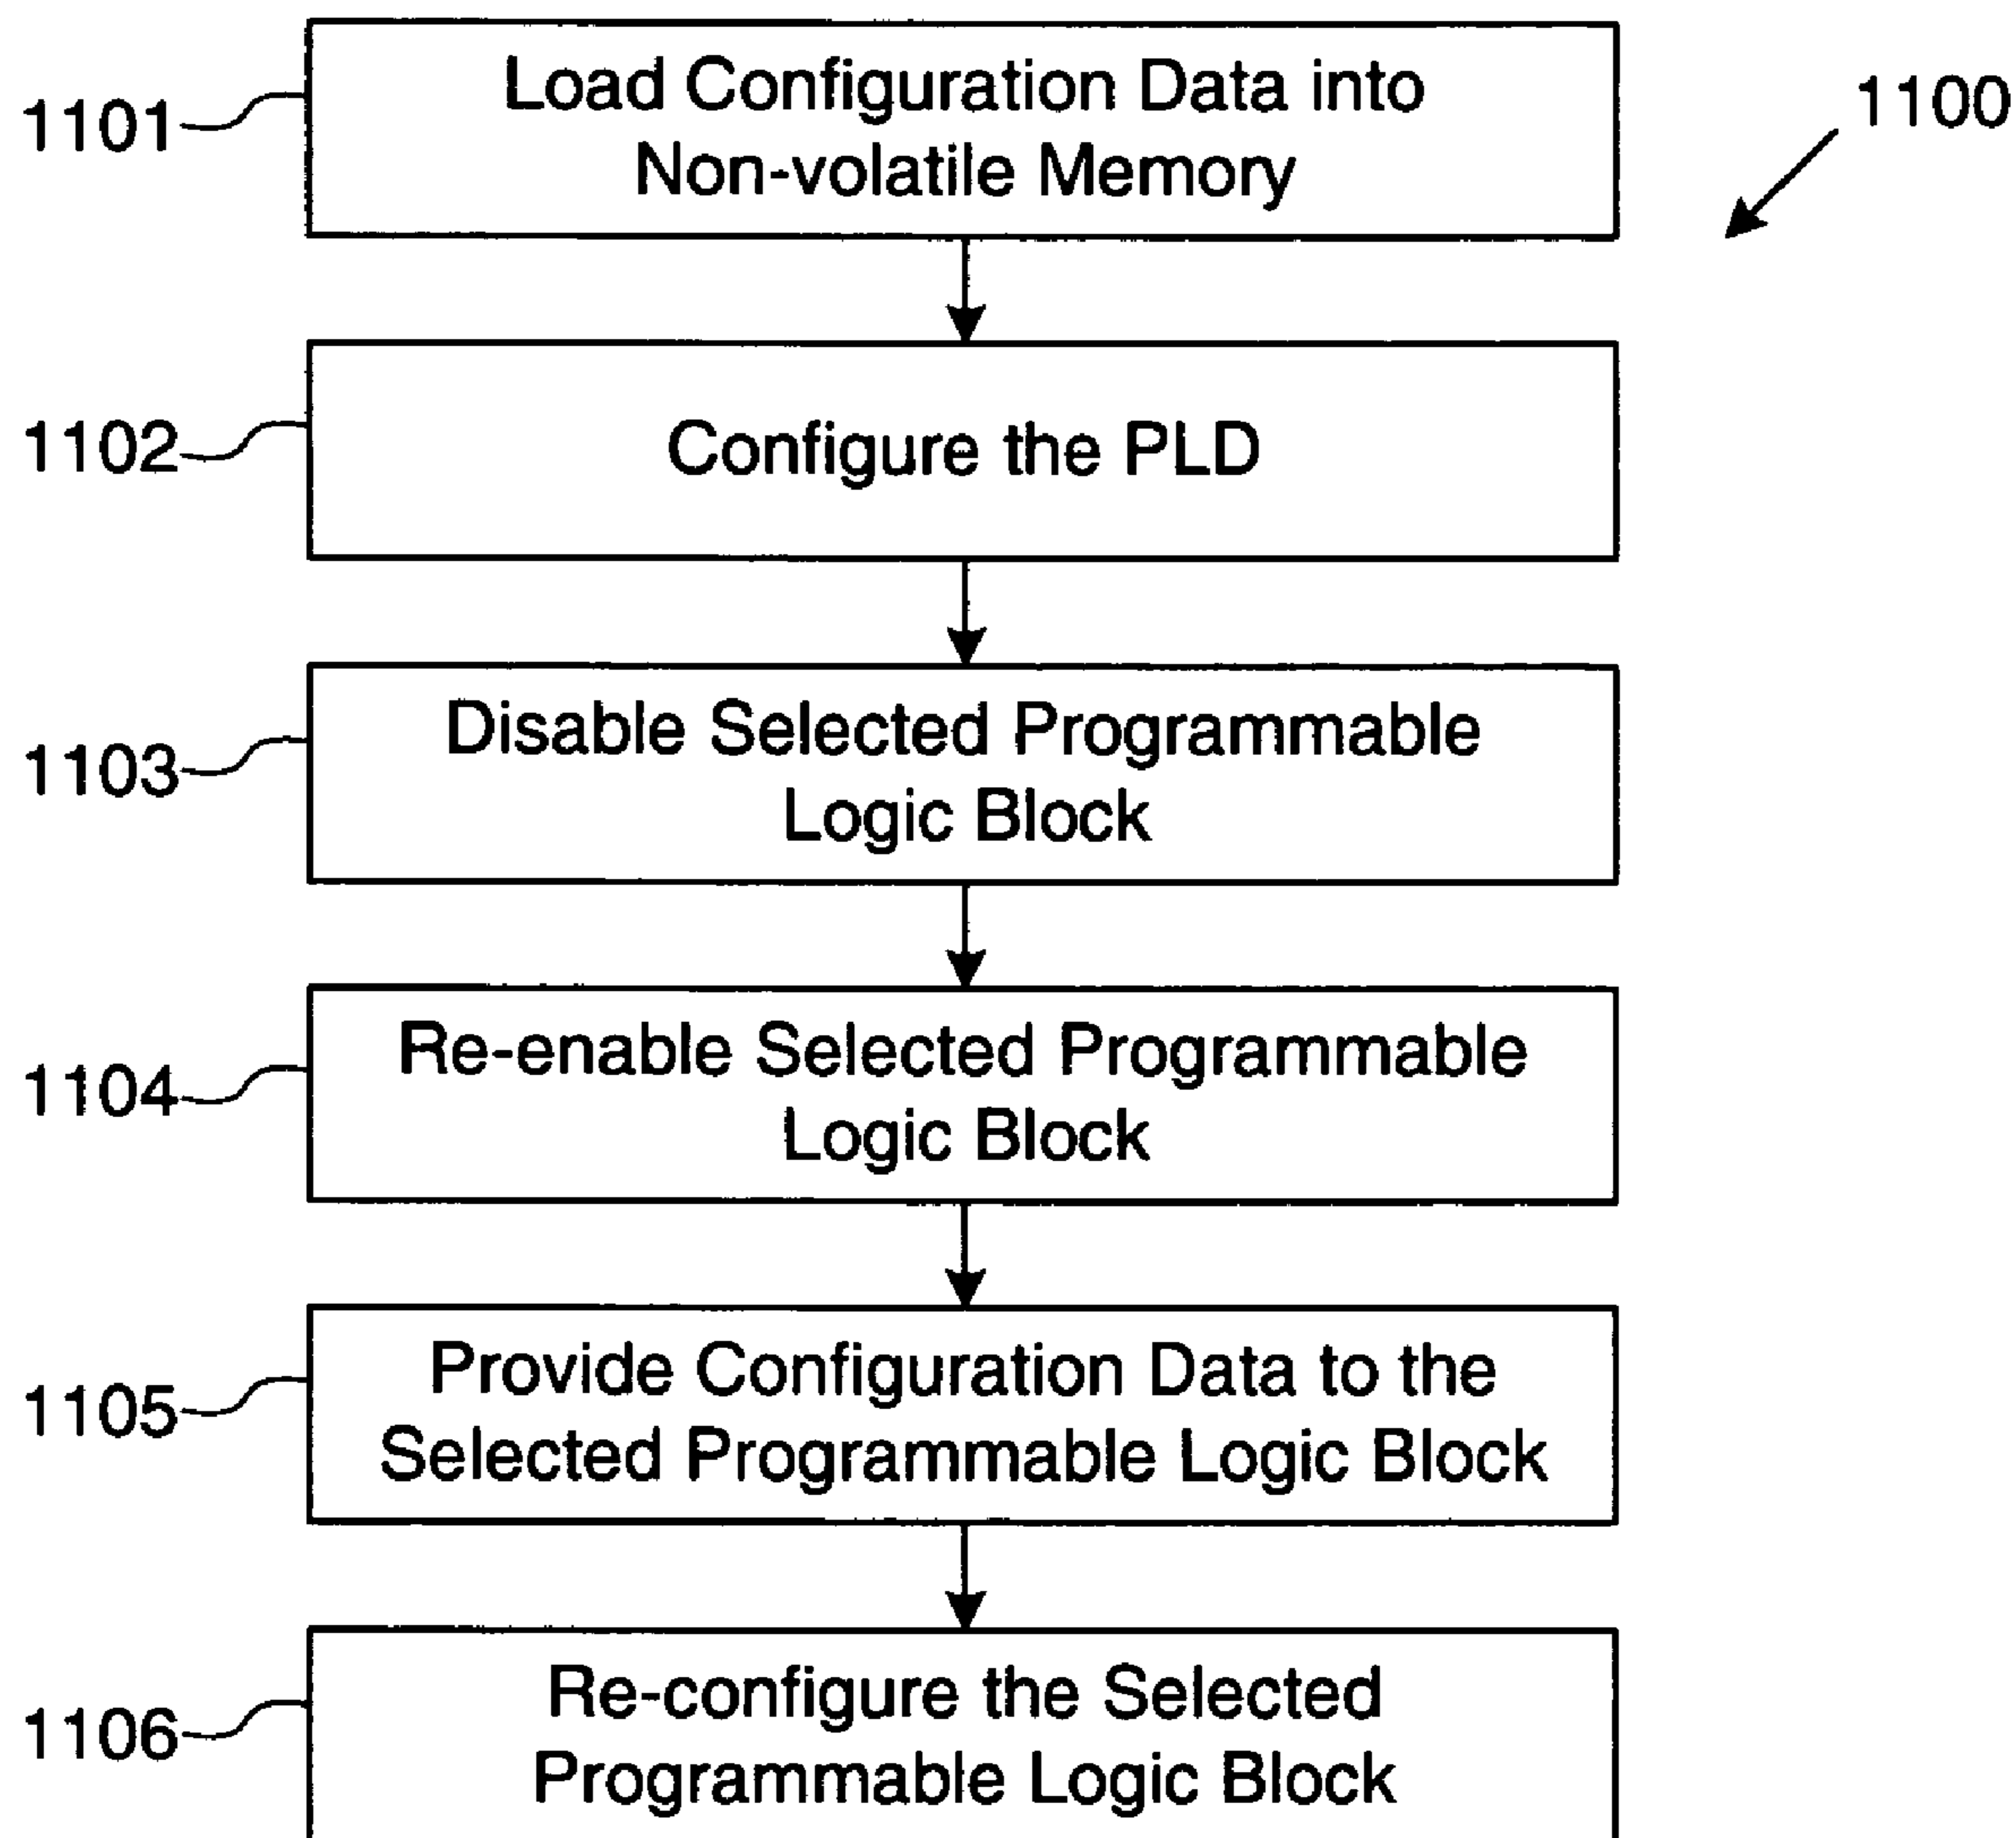 1100
1101
Load Configuration Data into
Non-volatile Memory
1102
Configure the PLD
1103
Disable Selected Programmable
Logic Block
1104
Re-enable Selected Programmable
Logic Block
1105
Provide Configuration Data to the
Selected Programmable Logic Block
1106
Re-configure the Selected
Programmable Logic Block